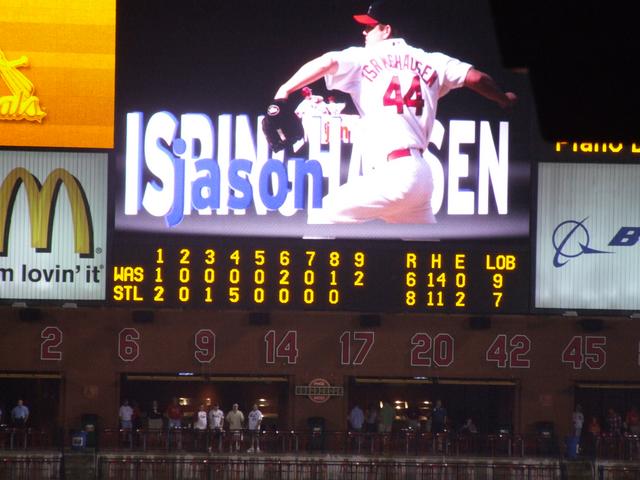 ISRINGHAUSEN
44
ISRINGHAUSEN
jason
m lovin' it®
1 2 3 4 5 6 7 8 9 R H E LOB
WAS 1 0 0 0 0 2 0 1 2 6 14 0 9
STL 2 0 1 5 0 0 0 0 8 11 2 7
2 6 9 14 17 20 42 45